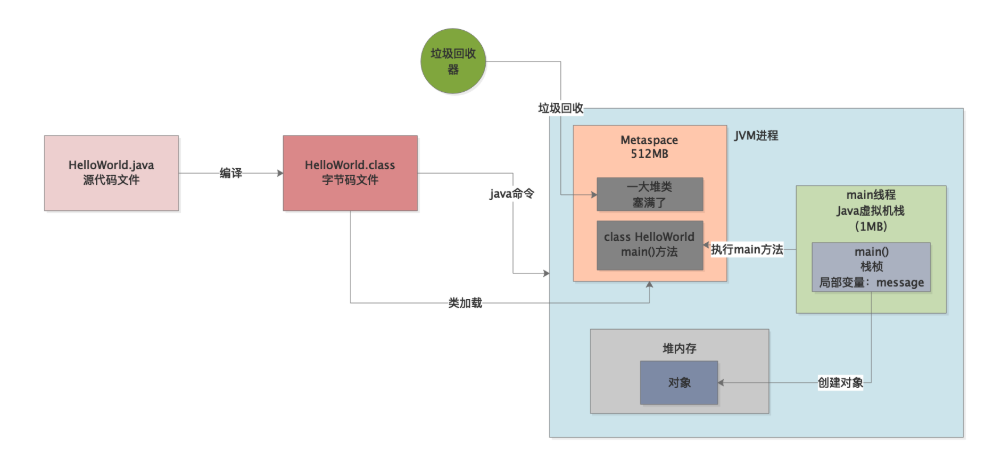 垃圾回收
器
垃圾回收
HelloWorld.java
源代码文件
编译
HelloWorld.class
字节码文件
java命令
类加载
JVM进程
Metaspace
512MB
一大堆类
塞满了
class HelloWorld
main()方法
执行main方法
main线程
Java虚拟机栈
（1MB）
main()
栈桢
局部变量：message
堆内存
对象
创建对象